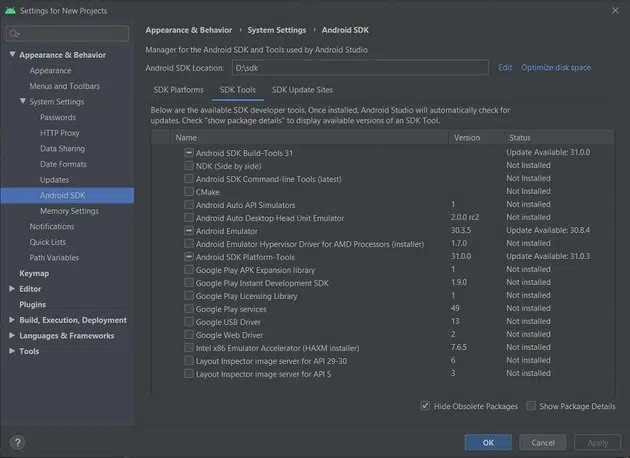 Settings for New Projects
Appearance & Behavior
Appearance
Menus and Toolbars
System Settings
Passwords
HTTP Proxy
Data Sharing
Date Formats
Updates
Android SDK
Memory Settings
Notifications
Quick Lists
Path Variables
Keymap
Editor
Plugins
Build, Execution, Deployment
Languages & Frameworks
Tools
Appearance & Behavior > System Settings > Android SDK
Manager for the Android SDK and Tools used by Android Studio
Android SDK Location: D:\sdk Edit Optimize disk space
SDK Platforms SDK Tools SDK Update Sites
Below are the available SDK developer tools. Once installed, Android Studio will automatically check for
updates. Check "show package details" to display available versions of an SDK Tool.
Name Version Status
Android SDK Build-Tools 31 Update Available: 31.0.0
NDK (Side by side) Not Installed
Android SDK Command-line Tools (latest) Not Installed
CMake Not Installed
Android Auto API Simulators 1 Not installed
Android Auto Desktop Head Unit Emulator 2.0.0 rc2 Not installed
Android Emulator 30.3.5 Update Available: 30.8.4
Android Emulator Hypervisor Driver for AMD Processors (installer) 1.7.0 Not installed
Android SDK Platform-Tools 31.0.0 Update Available: 31.0.3
Google Play APK Expansion library 1 Not installed
Google Play Instant Development SDK 1.9.0 Not installed
Google Play Licensing Library 1 Not installed
Google Play services 49 Not installed
Google USB Driver 13 Not installed
Google Web Driver 2 Not installed
Intel x86 Emulator Accelerator (HAXM installer) 7.6.5 Not installed
Layout Inspector image server for API 29-30 6 Not installed
Layout Inspector image server for API S 3 Not installed
Hide Obsolete Packages Show Package Details
? OK Cancel Apply